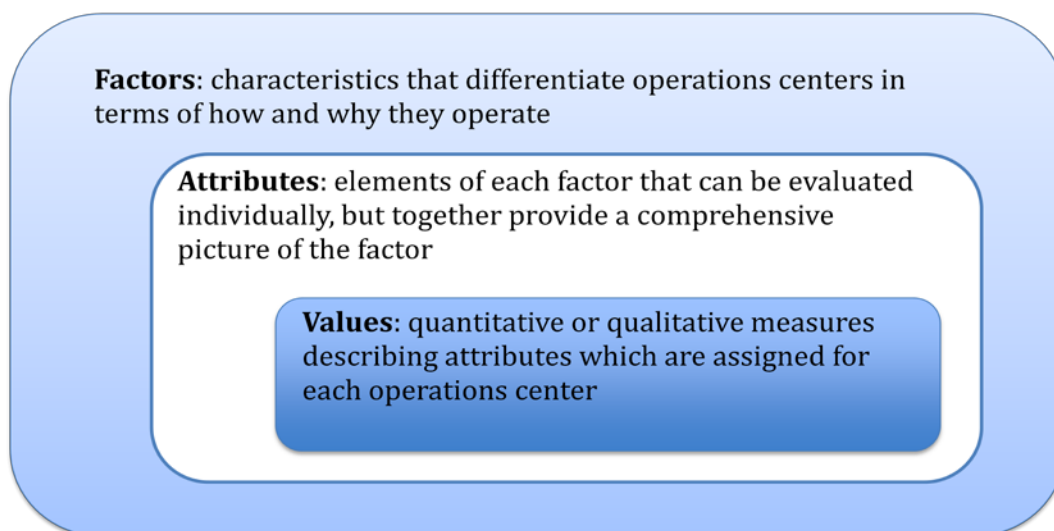 Factors: characteristics that differentiate operations centers in
terms of how and why they operate
Attributes: elements of each factor that can be evaluated
individually, but together provide a comprehensive
picture of the factor
Values: quantitative or qualitative measures
describing attributes which are assigned for
each operations center